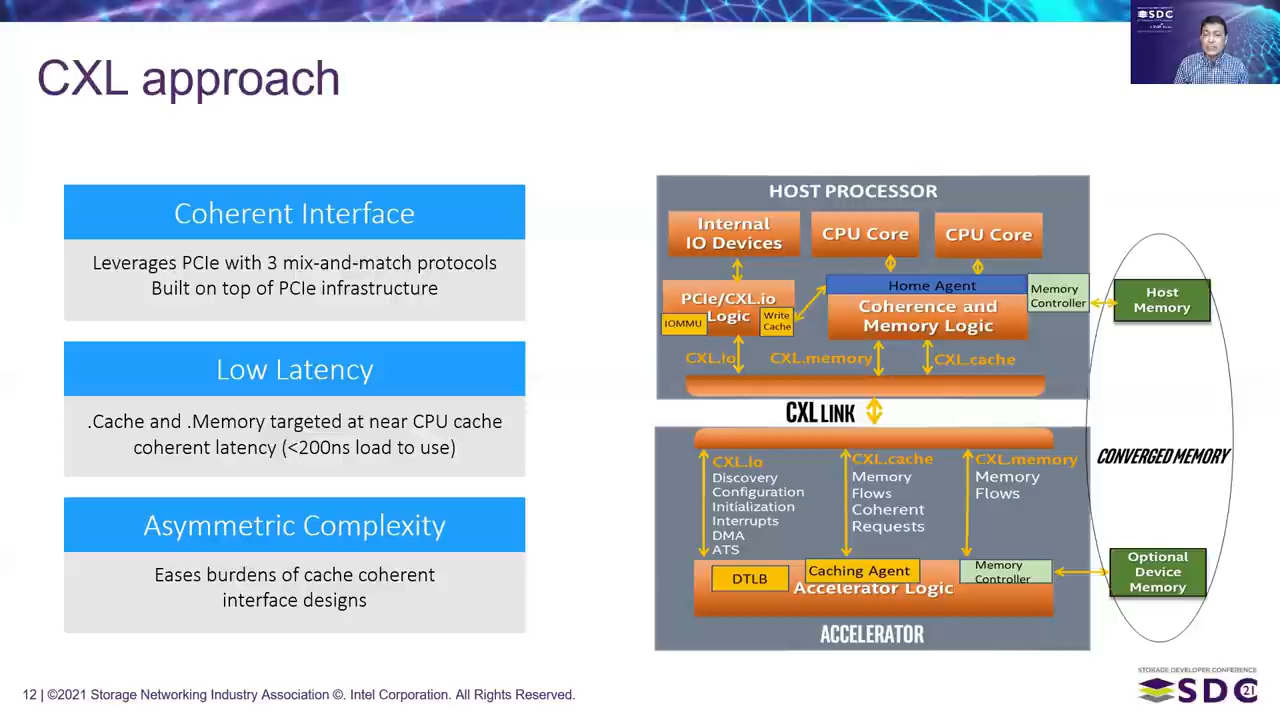 SDC
CXL approach
Coherent Interface
Leverages PCIe with 3 mix-and-match protocols
Built on top of PCIe infrastructure
Low Latency
.Cache and .Memory targeted at near CPU cache
coherent latency (<200ns load to use)
Asymmetric Complexity
Eases burdens of cache coherent
interface designs
HOST PROCESSOR
Internal
IO Devices
CPU Core
CPU Core
PCIe/CXL.io
Logic
IOMMU
Write
Cache
Home Agent
Coherence and
Memory Logic
Memory
Controller
Host
Memory
CXL.Io
CXL.memory
CXL.cache
CXL LINK
CXL.Io
Discovery
Configuration
Initialization
Interrupts
DMA
ATS
CXL.cache
Memory
Flows
Coherent
Requests
CXL.memory
Memory
Flows
CONVERGED MEMORY
DTLB
Caching Agent
Memory
Controller
Accelerator Logic
Optional
Device
Memory
ACCELERATOR
12 | ©2021 Storage Networking Industry Association ©. Intel Corporation. All Rights Reserved.
STORAGE DEVELOPER CONFERENCE
SDC 21